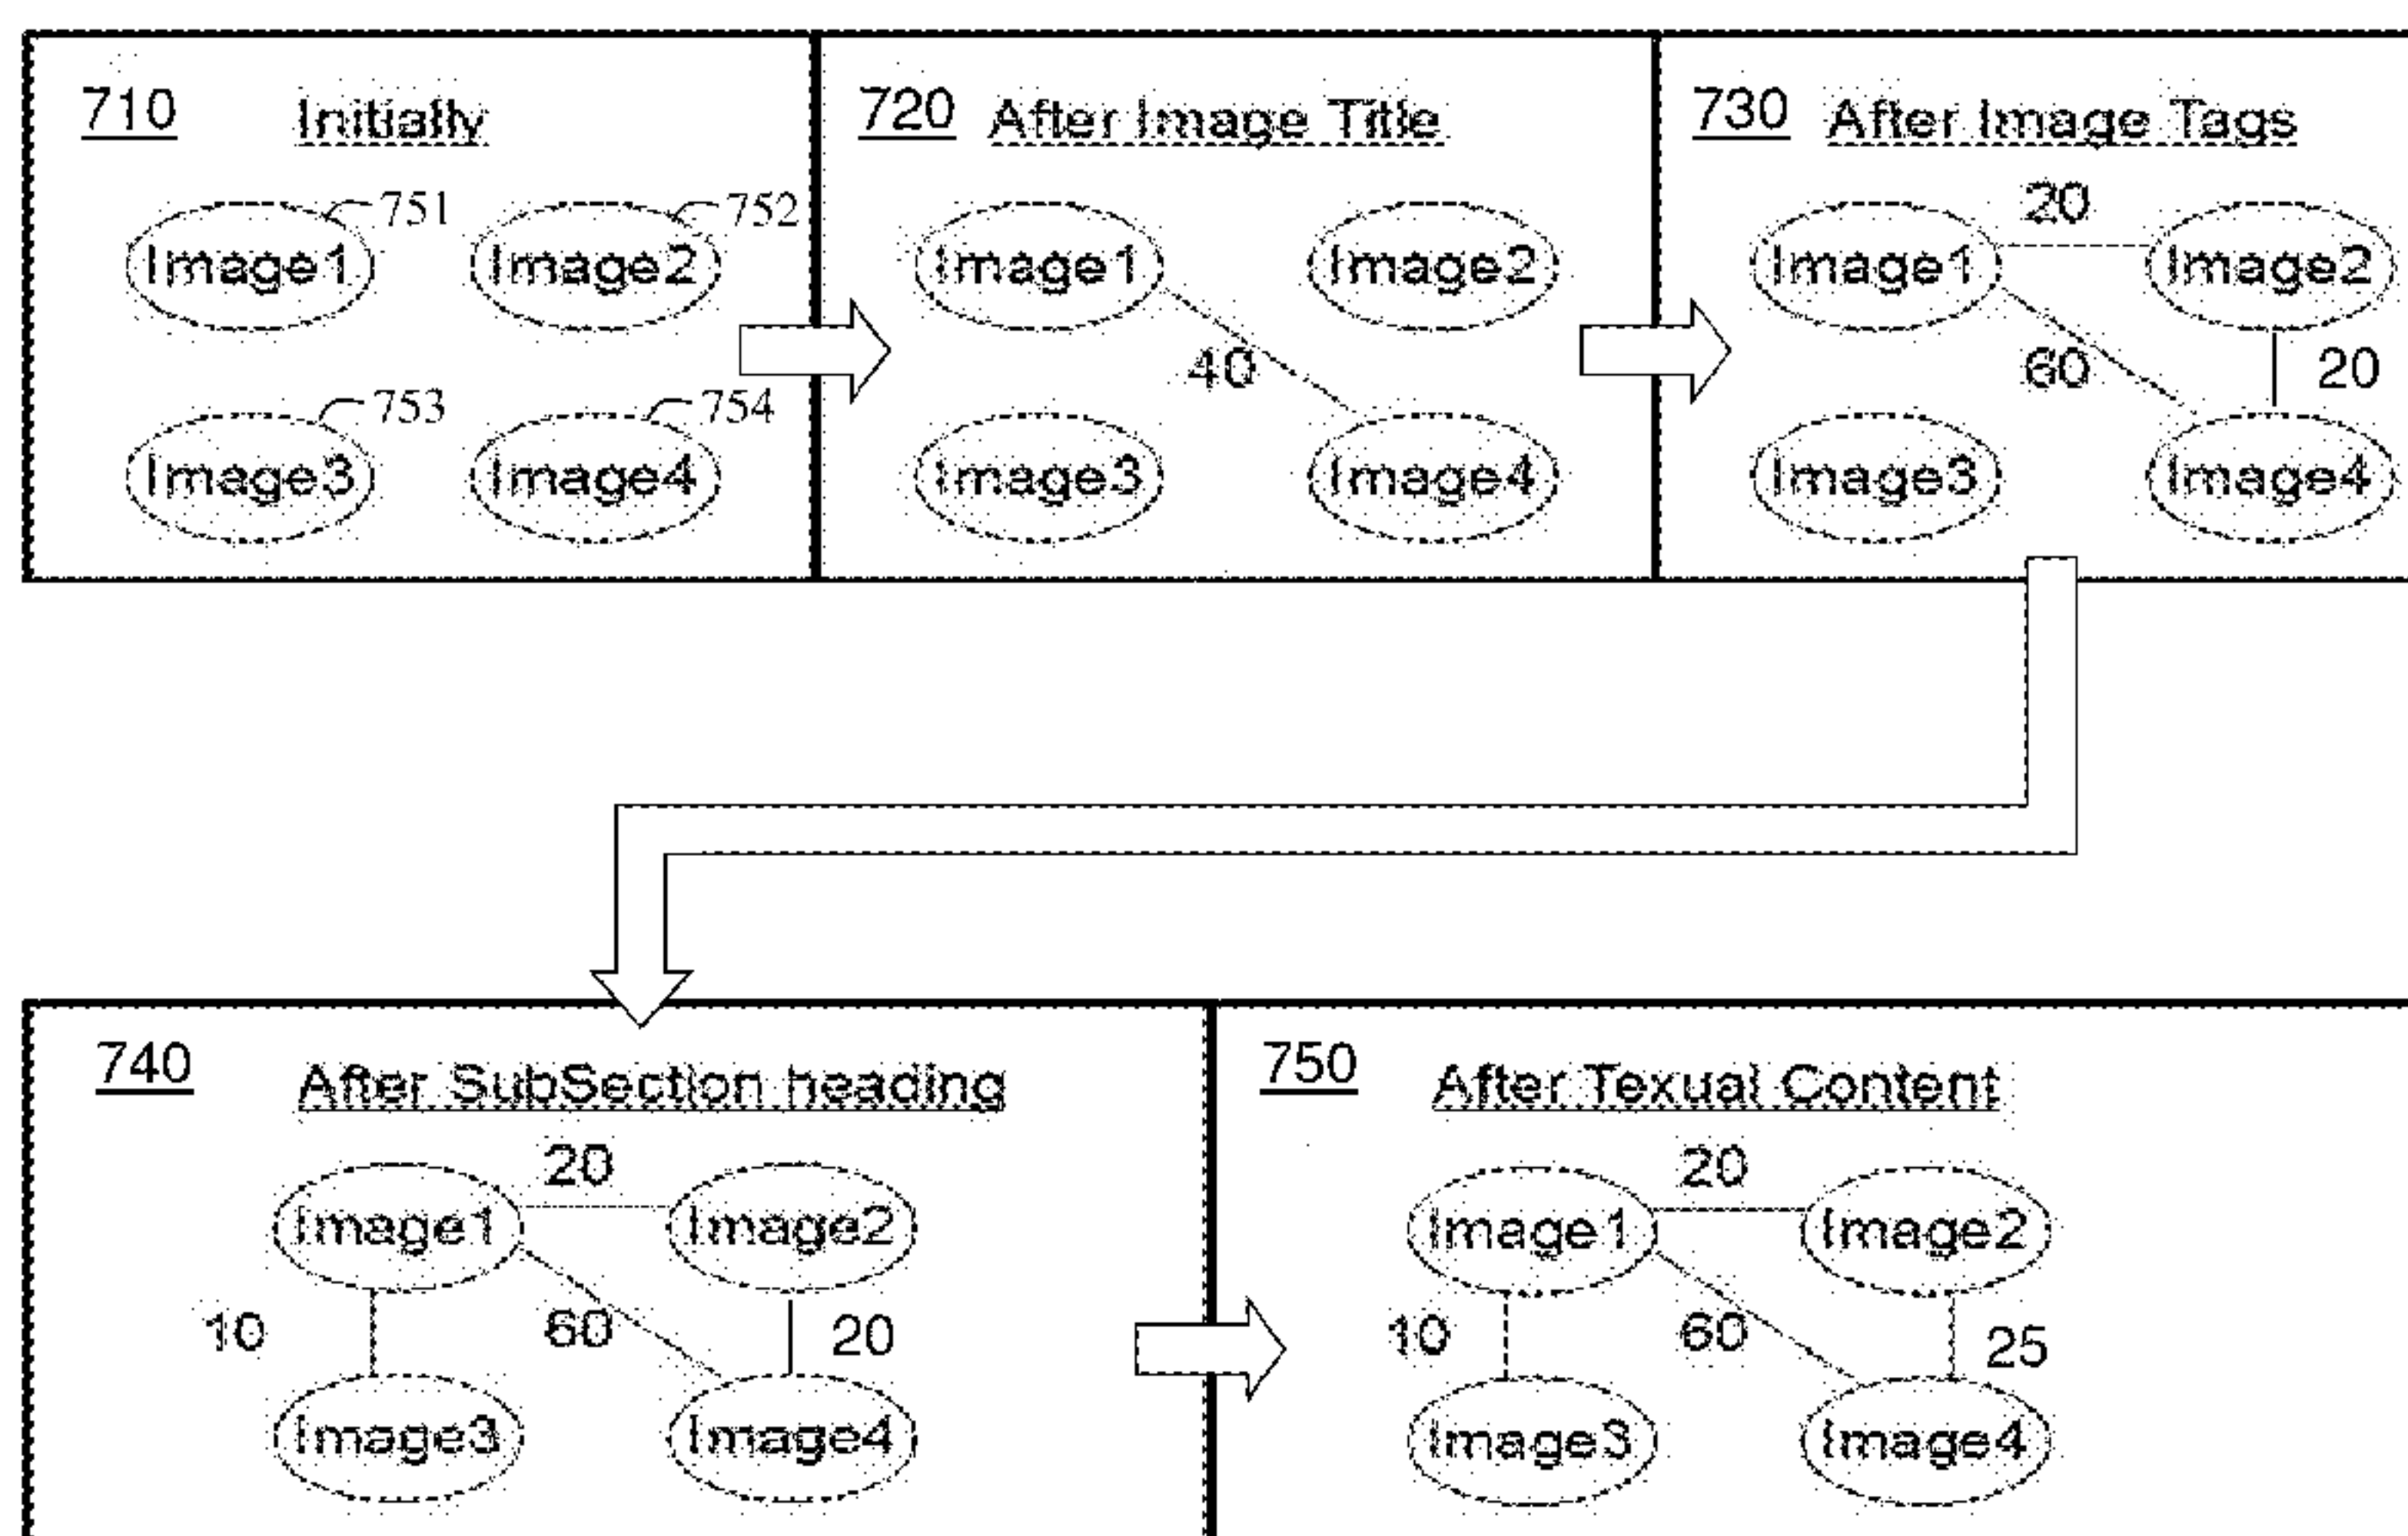 710 Initially
751
752
Image1
Image2
753
754
Image3
Image4
720 After Image Title
Image1
Image2
40
Image3
Image4
730 After Image Tags
20
Image1
Image2
60
20
Image3
Image4
740 After SubSection heading
20
Image1
Image2
10
60
20
Image3
Image4
750 After Texual Content
20
Image1
Image2
10
60
25
Image3
Image4